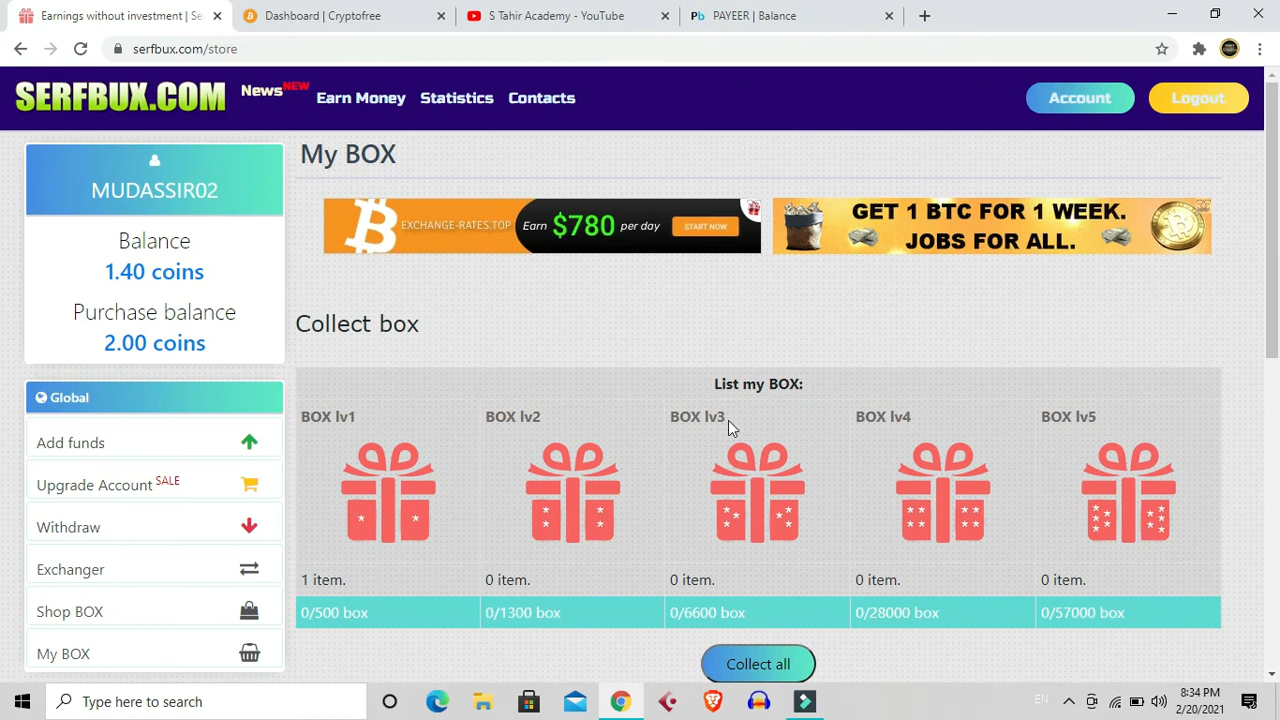 Earnings without investment | Se
Dashboard | Cryptofree
S Tahir Academy - YouTube
Pb PAYEER | Balance
serfbux.com/store
SERFBUX.COM
News NEW
Earn Money
Statistics
Contacts
Account
Logout
MUDASSIR02
Balance
1.40 coins
Purchase balance
2.00 coins
My BOX
EXCHANGE-RATES.TOP
Earn $780 per day
START NOW
GET 1 BTC FOR 1 WEEK.
JOBS FOR ALL.
Collect box
Global
Add funds
Upgrade Account SALE
Withdraw
Exchanger
Shop BOX
My BOX
List my BOX:
BOX lv1 BOX lv2 BOX lv3 BOX lv4 BOX lv5
1 item. 0 item. 0 item. 0 item. 0 item.
0/500 box 0/1300 box 0/6600 box 0/28000 box 0/57000 box
Collect all
Type here to search
EN
8:34 PM
2/20/2021